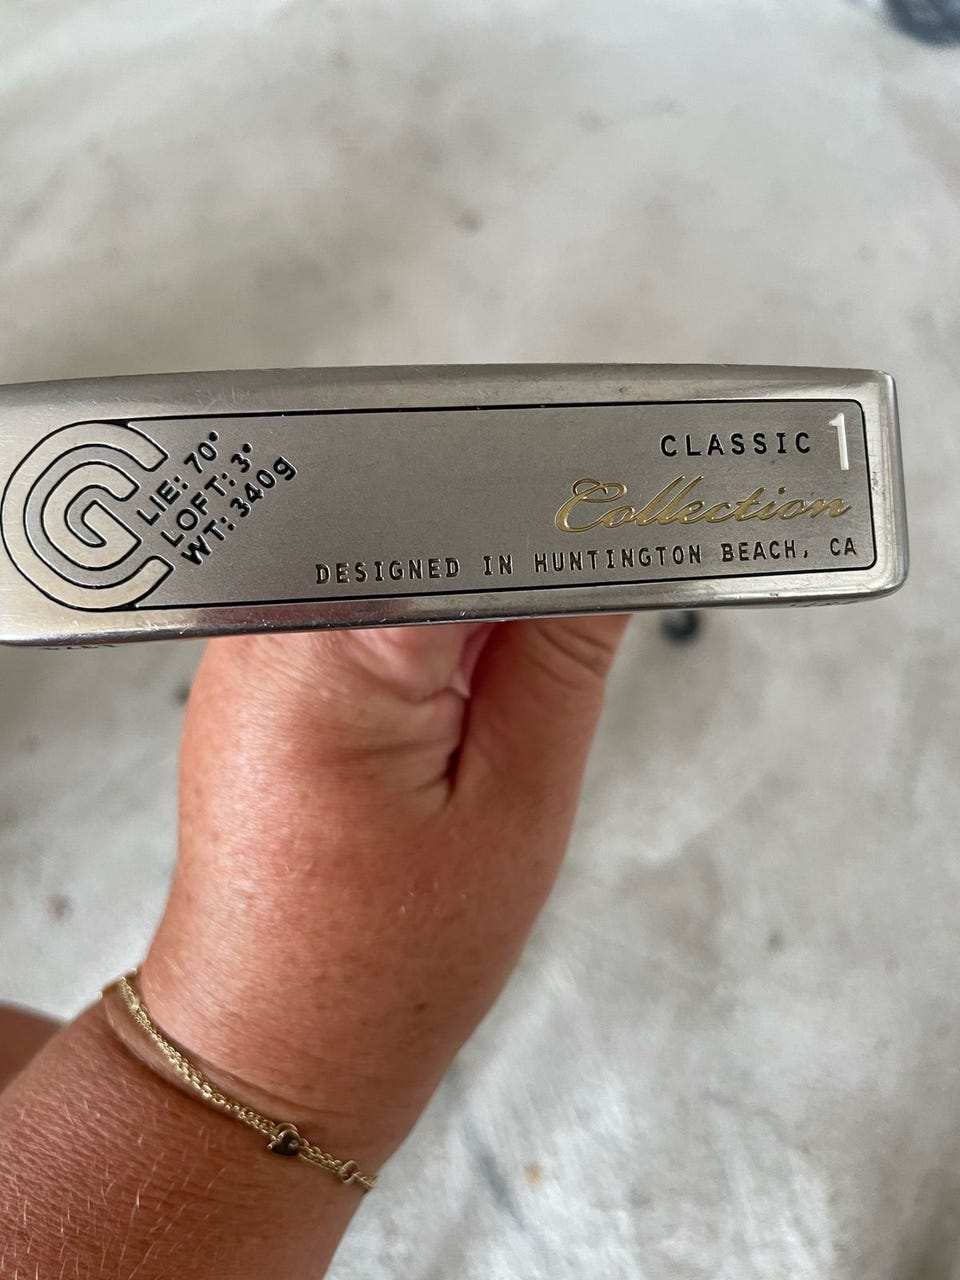 LIE: 70°
LOFT: 3°
WT: 340g
CLASSIC 1
Collection
DESIGNED IN HUNTINGTON BEACH, CA